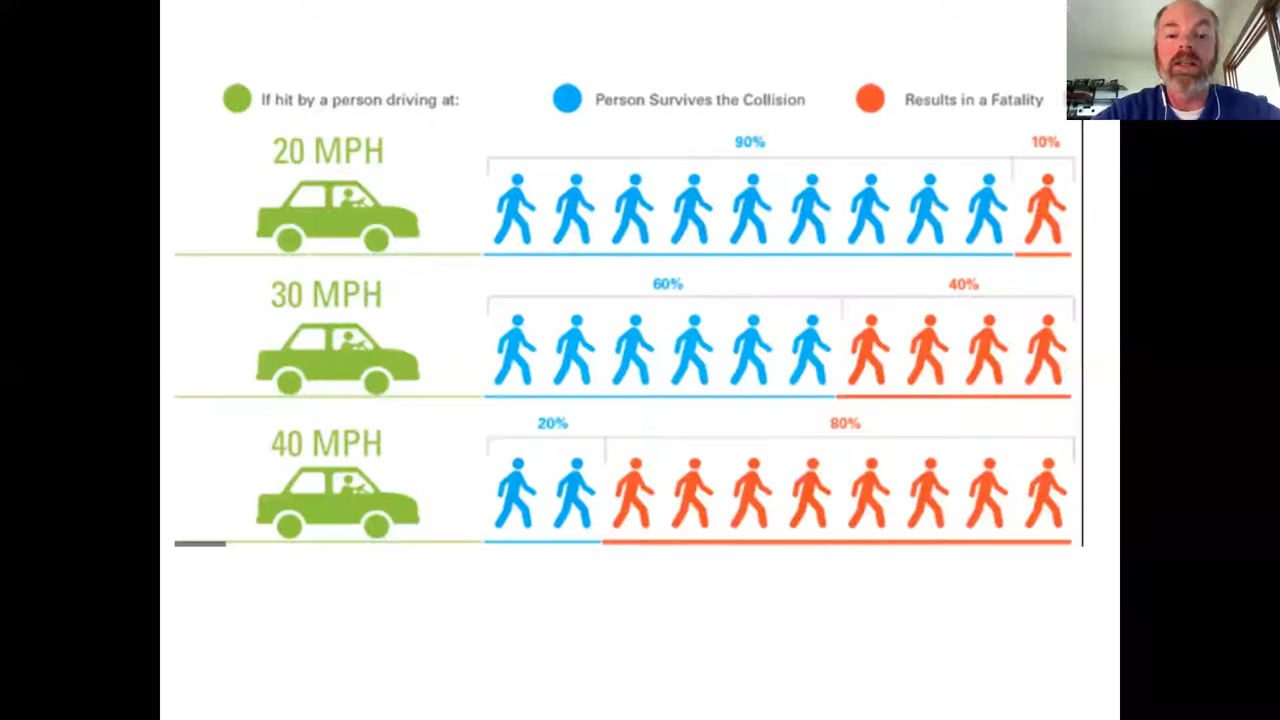 If hit by a person driving at:
Person Survives the Collision
Results in a Fatality
20 MPH
90%
10%
30 MPH
60%
40%
40 MPH
20%
80%